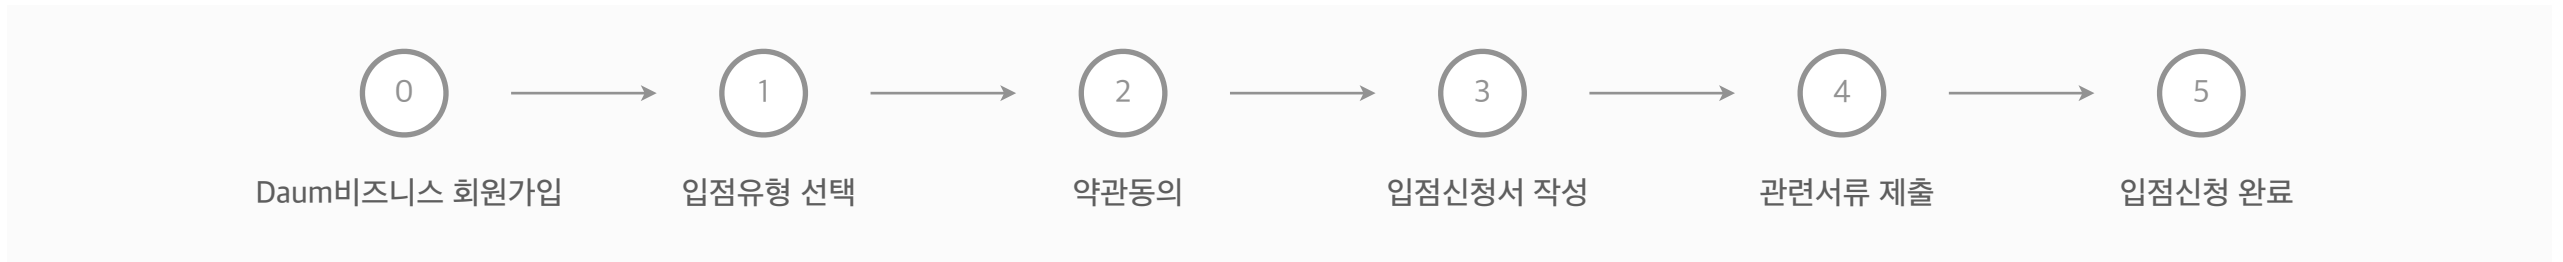 0 1 2 3 4 5
Daum비즈니스 회원가입 입점유형 선택 약관동의 입점신청서 작성 관련서류 제출 입점신청 완료